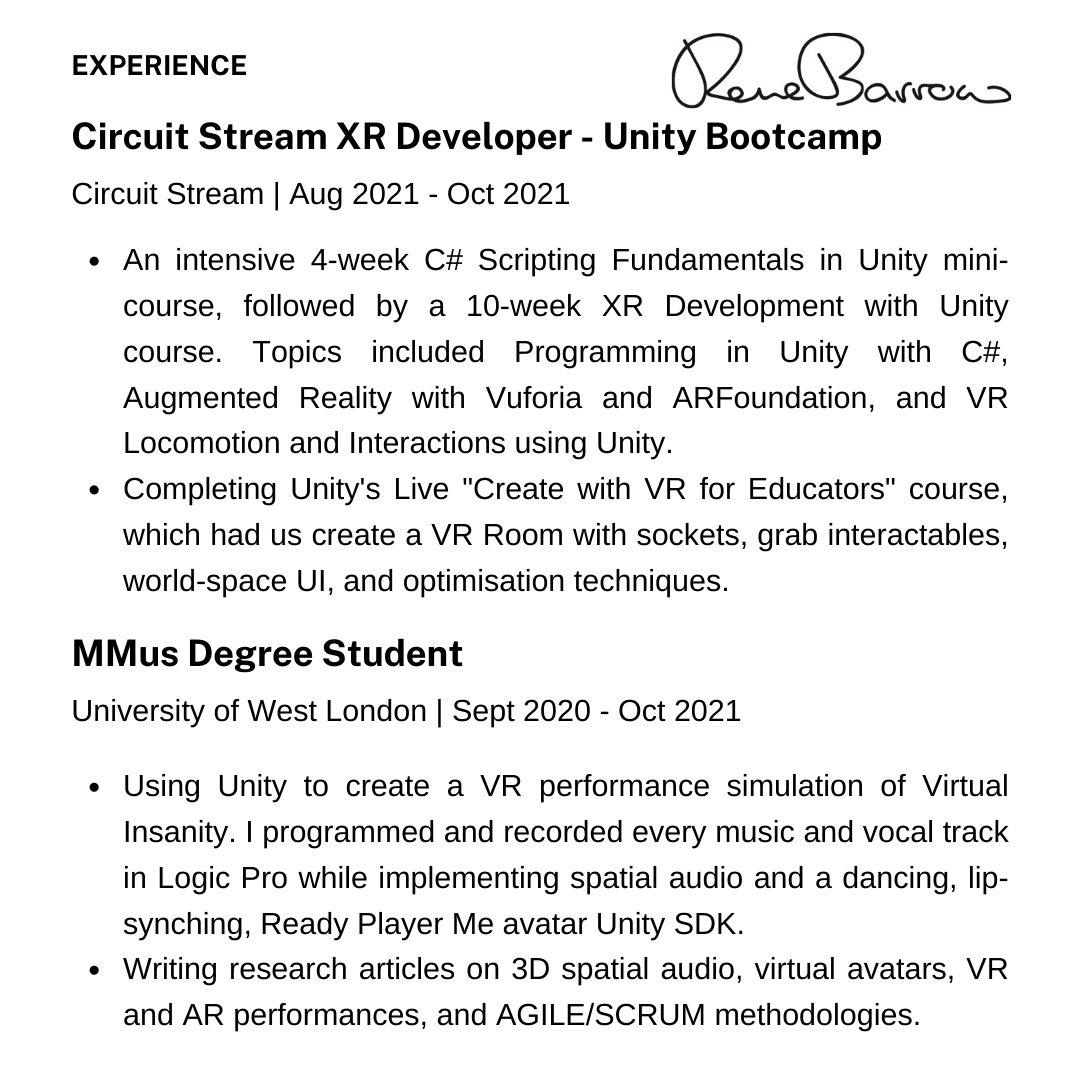 EXPERIENCE
Rene Barrow
Circuit Stream XR Developer - Unity Bootcamp
Circuit Stream | Aug 2021 - Oct 2021
• An intensive 4-week C# Scripting Fundamentals in Unity mini-
course, followed by a 10-week XR Development with Unity
course. Topics included Programming in Unity with C#,
Augmented Reality with Vuforia and ARFoundation, and VR
Locomotion and Interactions using Unity.
• Completing Unity's Live "Create with VR for Educators" course,
which had us create a VR Room with sockets, grab interactables,
world-space UI, and optimisation techniques.
MMus Degree Student
University of West London | Sept 2020 - Oct 2021
• Using Unity to create a VR performance simulation of Virtual
Insanity. I programmed and recorded every music and vocal track
in Logic Pro while implementing spatial audio and a dancing, lip-
synching, Ready Player Me avatar Unity SDK.
• Writing research articles on 3D spatial audio, virtual avatars, VR
and AR performances, and AGILE/SCRUM methodologies.